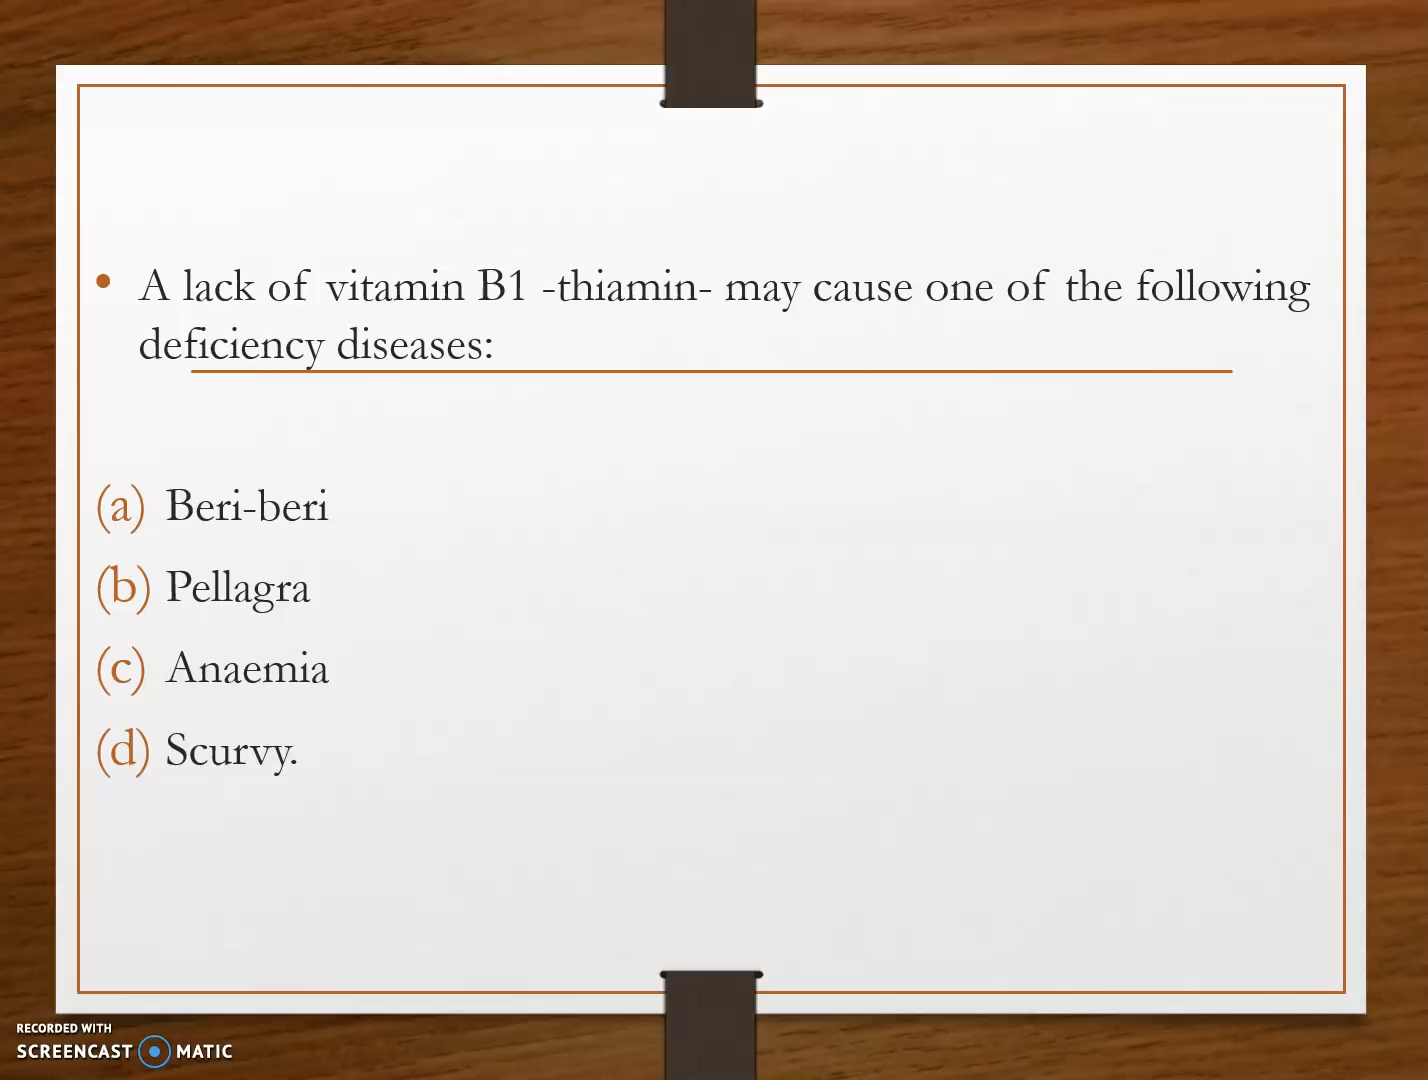 • A lack of vitamin B1 -thiamin- may cause one of the following
deficiency diseases:
(a) Beri-beri
(b) Pellagra
(c) Anaemia
(d) Scurvy.
RECORDED WITH
SCREENCAST MATIC